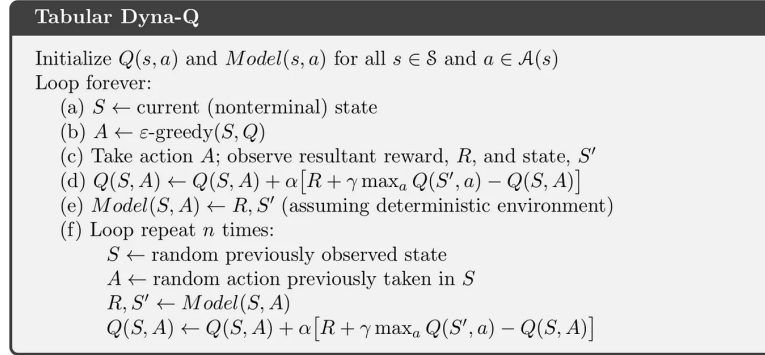 Tabular Dyna-Q
Initialize Q(s, a) and Model(s, a) for all s ∈ 𝒮 and a ∈ 𝒜(s)
Loop forever:
(a) S ← current (nonterminal) state
(b) A ← ε-greedy(S, Q)
(c) Take action A; observe resultant reward, R, and state, S′
(d) Q(S, A) ← Q(S, A) + α[R + γ maxₐ Q(S′, a) − Q(S, A)]
(e) Model(S, A) ← R, S′ (assuming deterministic environment)
(f) Loop repeat n times:
S ← random previously observed state
A ← random action previously taken in S
R, S′ ← Model(S, A)
Q(S, A) ← Q(S, A) + α[R + γ maxₐ Q(S′, a) − Q(S, A)]